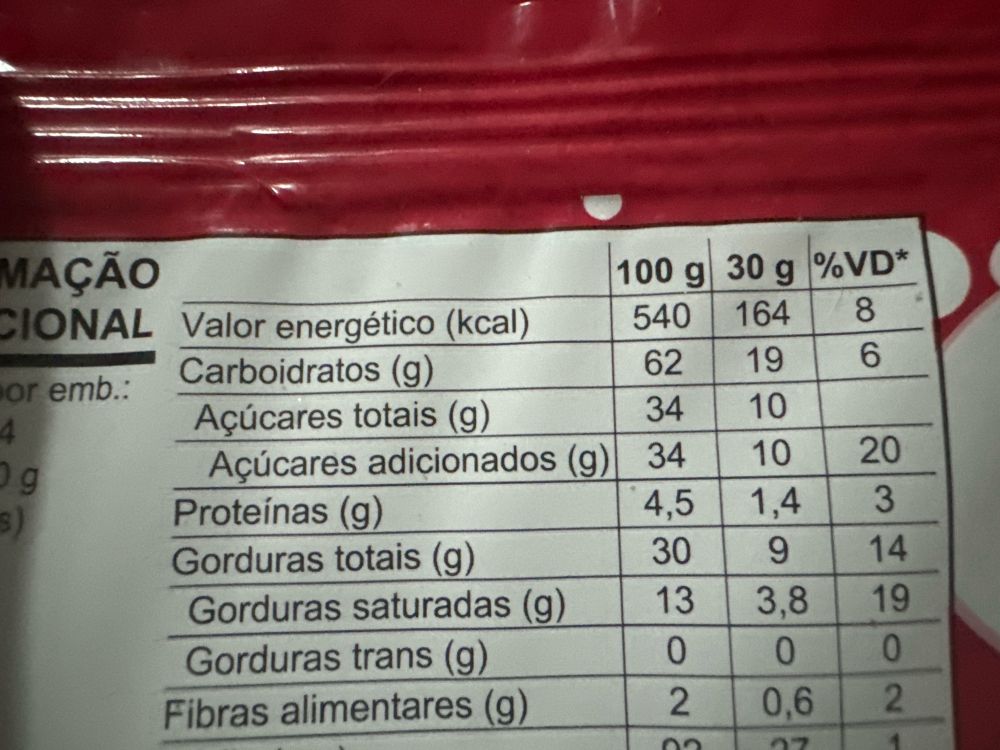 MAÇÃO
CIONAL
por emb.:
4
0 g
s)
100 g 30 g %VD*
Valor energético (kcal) 540 164 8
Carboidratos (g) 62 19 6
Açúcares totais (g) 34 10
Açúcares adicionados (g) 34 10 20
Proteínas (g) 4,5 1,4 3
Gorduras totais (g) 30 9 14
Gorduras saturadas (g) 13 3,8 19
Gorduras trans (g) 0 0 0
Fibras alimentares (g) 2 0,6 2